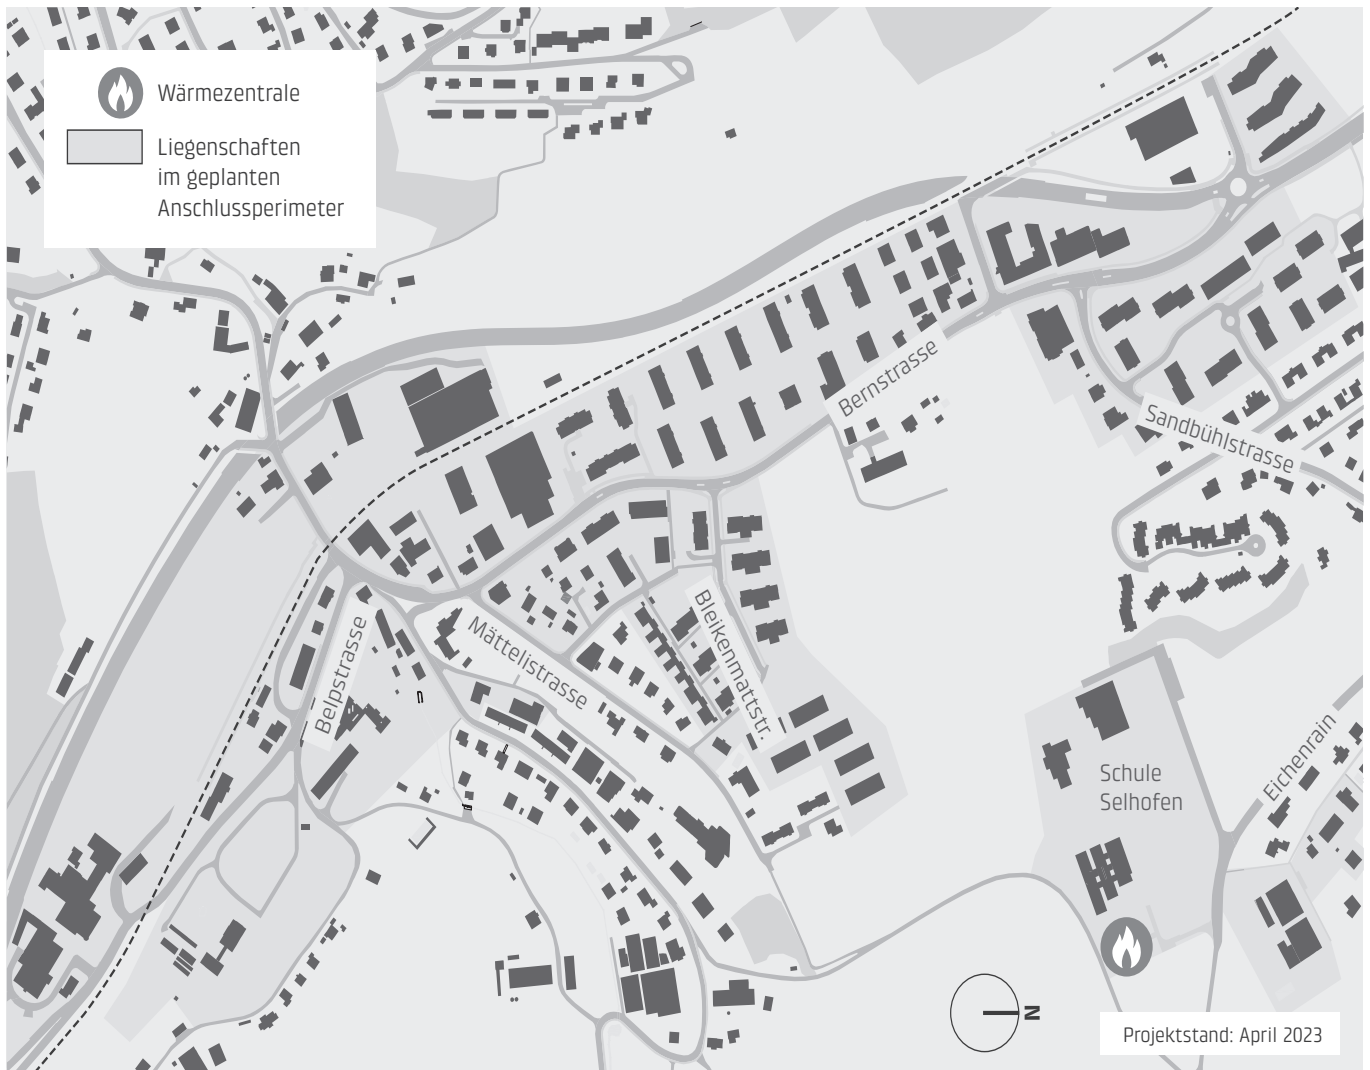 Wärmezentrale
Liegenschaften
im geplanten
Anschlussperimeter
Bernstrasse
Sandbühlstrasse
Belpstrasse
Mättelistrasse
Bleikenmattstr.
Schule
Selhofen
Eichenrain
N
Projektstand: April 2023